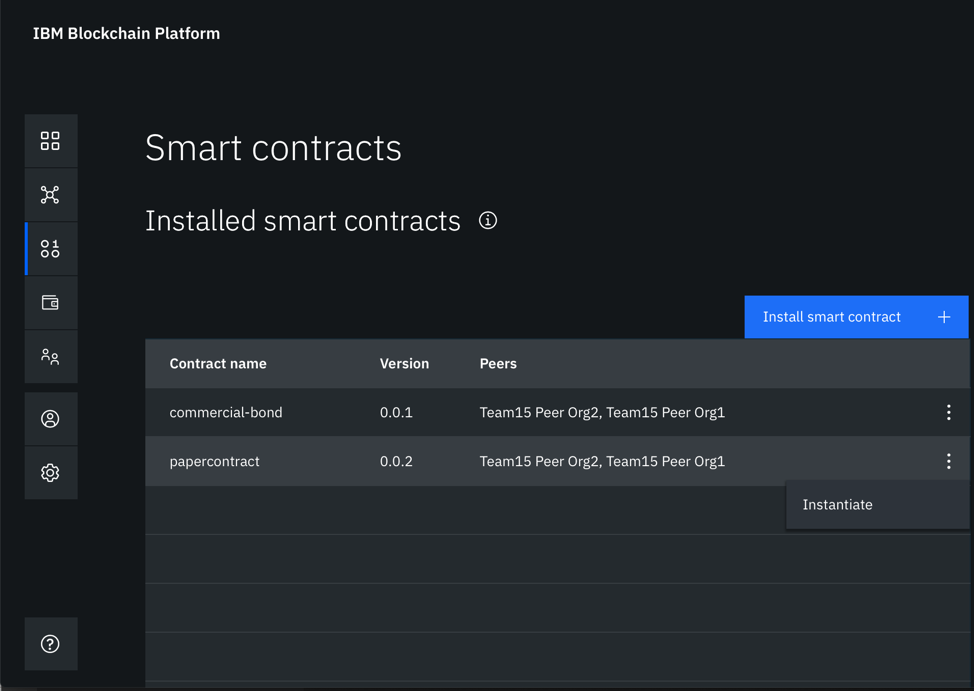 IBM Blockchain Platform
Smart contracts
Installed smart contracts
Install smart contract
Contract name Version Peers
commercial-bond 0.0.1 Team15 Peer Org2, Team15 Peer Org1
papercontract 0.0.2 Team15 Peer Org2, Team15 Peer Org1
Instantiate